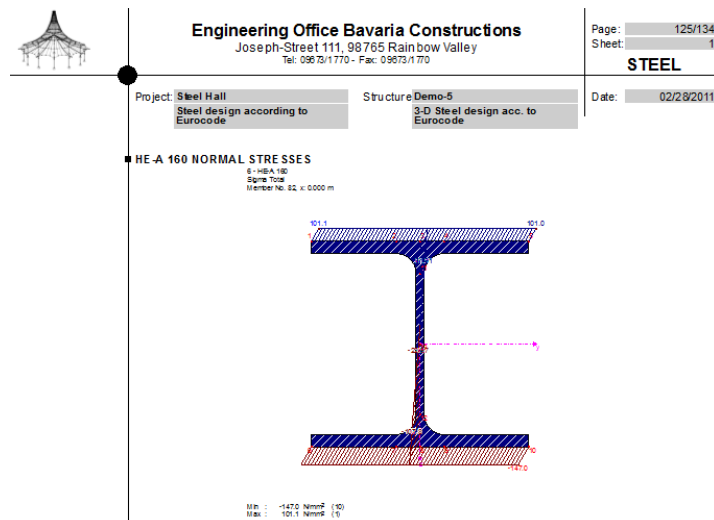 Engineering Office Bavaria Constructions
Joseph-Street 111, 98765 Rainbow Valley
Tel: 09673/1770 - Fax: 09673/1770
Page: 125/134
Sheet: 1
STEEL
Project: Steel Hall
Structure Demo-5
Date: 02/28/2011
Steel design according to
Eurocode
3-D Steel design acc. to
Eurocode
HE-A 160 NORMAL STRESSES
6 - HE-A 160
Sigma Total
Member No. 82, x: 0.000 m
101.1
101.0
1
10
-147.0
Min : -147.0 N/mm² (10)
Max : 101.1 N/mm² (1)